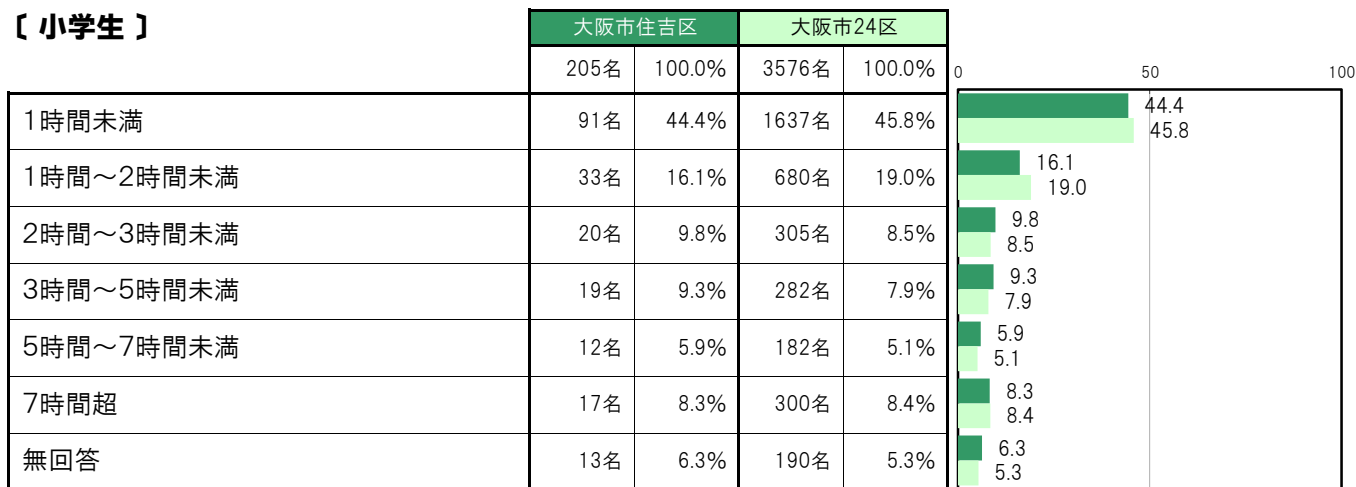 〔 小学生 〕
大阪市住吉区 大阪市24区
205名 100.0% 3576名 100.0% 0 50 100
1時間未満 91名 44.4% 1637名 45.8% 44.4
45.8
1時間～2時間未満 33名 16.1% 680名 19.0% 16.1
19.0
2時間～3時間未満 20名 9.8% 305名 8.5% 9.8
8.5
3時間～5時間未満 19名 9.3% 282名 7.9% 9.3
7.9
5時間～7時間未満 12名 5.9% 182名 5.1% 5.9
5.1
7時間超 17名 8.3% 300名 8.4% 8.3
8.4
無回答 13名 6.3% 190名 5.3% 6.3
5.3